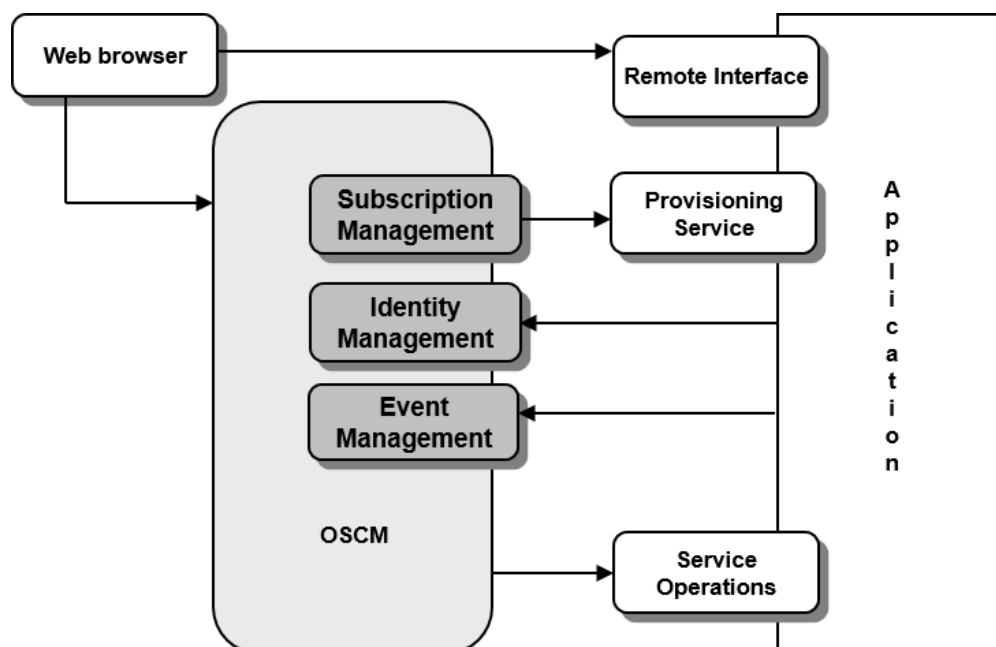 Web browser
Remote Interface
Subscription
Management
Provisioning
Service
Identity
Management
Event
Management
OSCM
Service
Operations
A
p
p
l
i
c
a
t
i
o
n